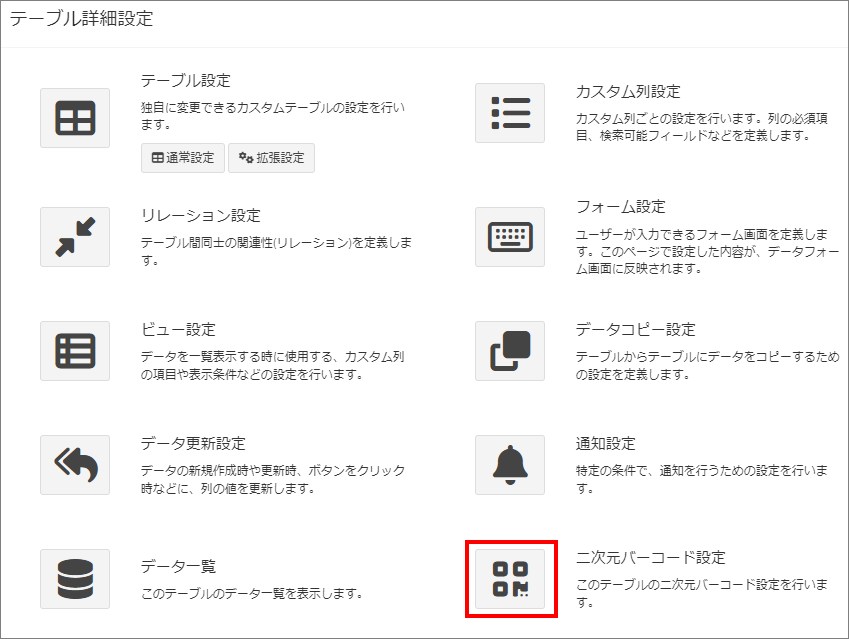 テーブル詳細設定
テーブル設定
独自に変更できるカスタムテーブルの設定を行い
ます。
通常設定
拡張設定
カスタム列設定
カスタム列ごとの設定を行います。列の必須項
目、検索可能フィールドなどを定義します。
リレーション設定
テーブル間同士の関連性(リレーション)を定義しま
す。
フォーム設定
ユーザーが入力できるフォーム画面を定義しま
す。このページで設定した内容が、データフォー
ム画面に反映されます。
ビュー設定
データを一覧表示する時に使用する、カスタム列
の項目や表示条件などの設定を行います。
データコピー設定
テーブルからテーブルにデータをコピーするため
の設定を定義します。
データ更新設定
データの新規作成時や更新時、ボタンをクリック
時などに、列の値を更新します。
通知設定
特定の条件で、通知を行うための設定を行いま
す。
データ一覧
このテーブルのデータ一覧を表示します。
二次元バーコード設定
このテーブルの二次元バーコード設定を行いま
す。